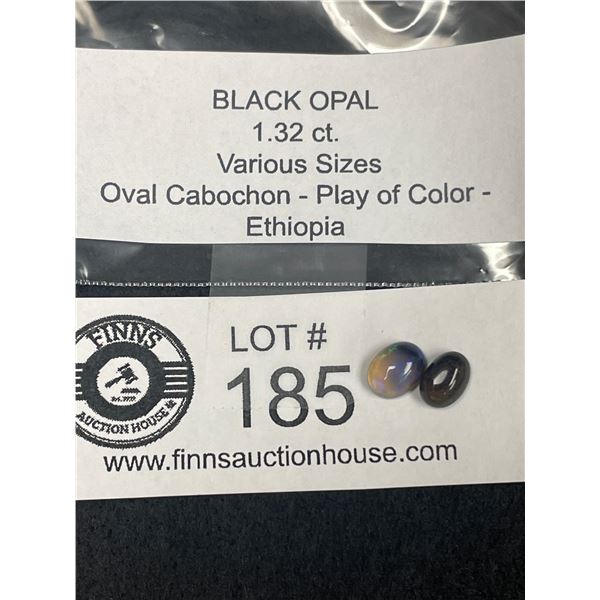 BLACK OPAL
1.32 ct.
Various Sizes
Oval Cabochon - Play of Color -
Ethiopia
FINNS
AUCTION HOUSE
LOT #
185
www.finnsauctionhouse.com